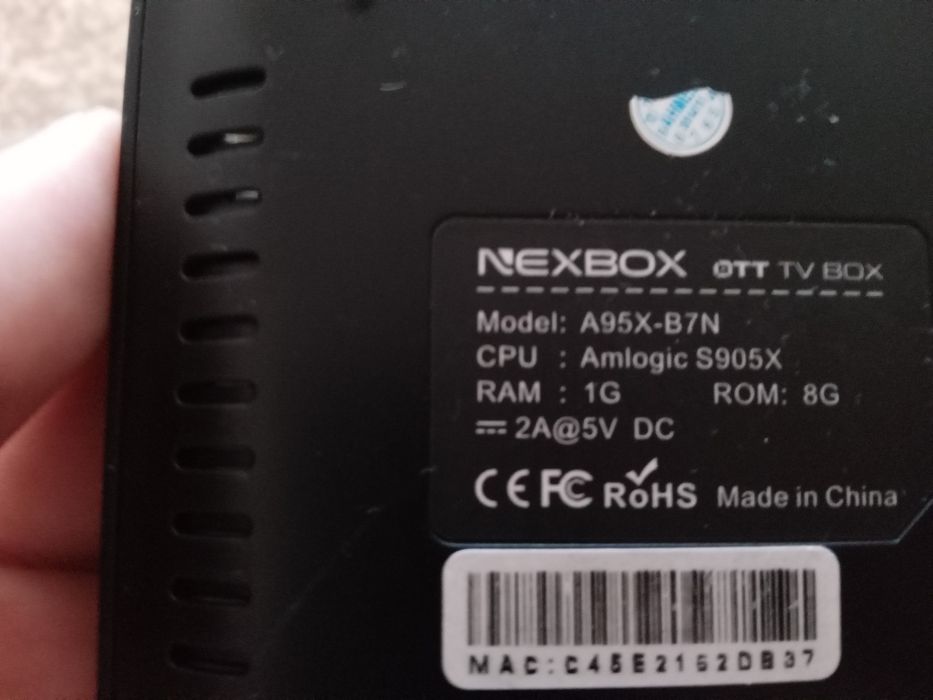 NEXBOX OTT TV BOX
Model: A95X-B7N
CPU : Amlogic S905X
RAM : 1G ROM: 8G
2A@5V DC
CE FC RoHS Made in China
MAC:C45E2162DB37